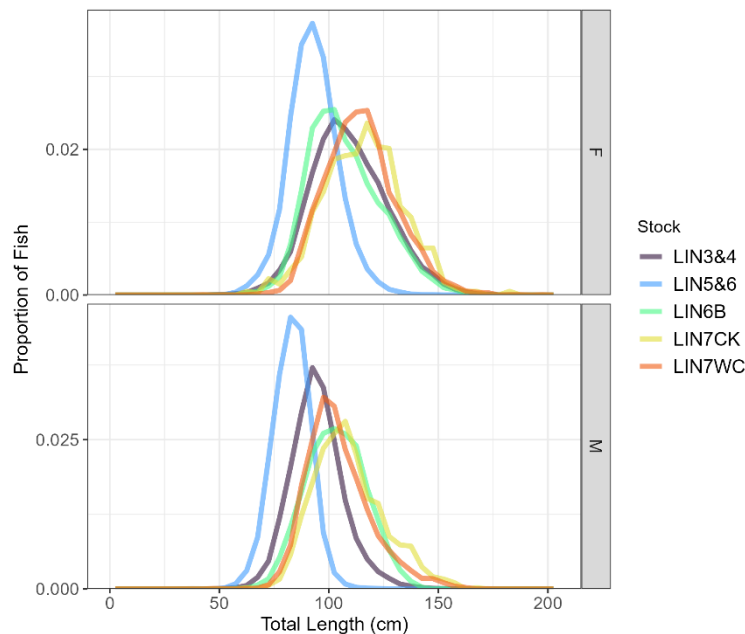 0.02
0.00
F
Proportion of Fish
0.025
0.000
M
0
50
100
150
200
Total Length (cm)
Stock
LIN3&4
LIN5&6
LIN6B
LIN7CK
LIN7WC